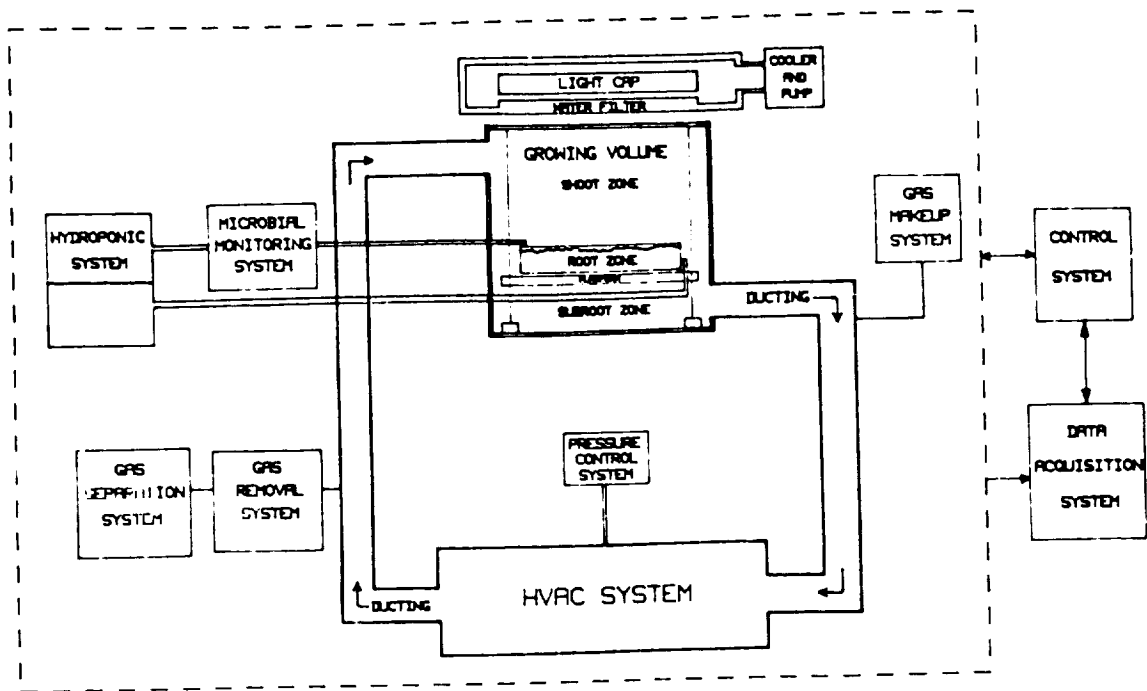 LIGHT CAP
WATER FILTER
COOLER
AND
PUMP
GROWING VOLUME
SHOOT ZONE
HYDROPONIC
SYSTEM
MICROBIAL
MONITORING
SYSTEM
ROOT ZONE
SUBROOT ZONE
GAS
MAKEUP
SYSTEM
CONTROL
SYSTEM
DUCTING
GAS
SEPARATION
SYSTEM
GAS
REMOVAL
SYSTEM
PRESSURE
CONTROL
SYSTEM
DATA
ACQUISITION
SYSTEM
DUCTING
HVAC SYSTEM